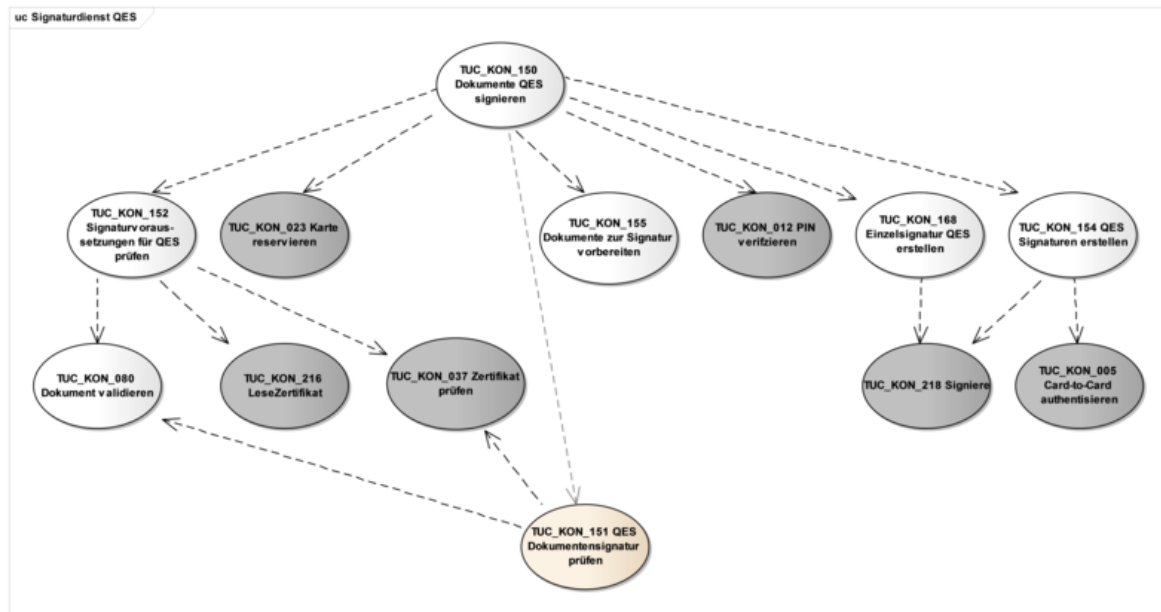 uc Signaturdienst QES
TUC_KON_150
Dokumente QES
signieren
TUC_KON_152
Signaturvoraus-
setzungen für QES
prüfen
TUC_KON_023 Karte
reservieren
TUC_KON_155
Dokumente zur Signatur
vorbereiten
TUC_KON_012 PIN
verifzieren
TUC_KON_168
Einzelsignatur QES
erstellen
TUC_KON_154 QES
Signaturen erstellen
TUC_KON_080
Dokument validieren
TUC_KON_216
LeseZertifikat
TUC_KON_037 Zertifikat
prüfen
TUC_KON_218 Signiere
TUC_KON_005
Card-to-Card
authentisieren
TUC_KON_151 QES
Dokumentensignatur
prüfen